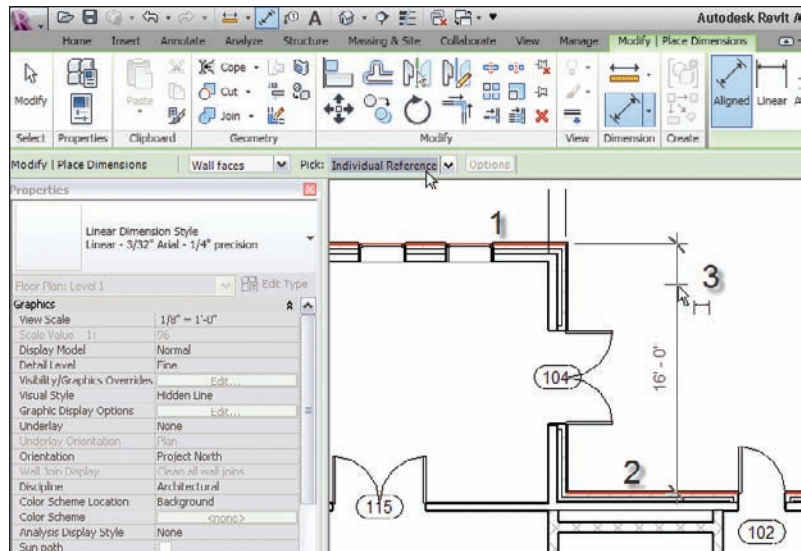 Autodesk Revit A
Home Insert Annotate Analyze Structure Massing & Site Collaborate View Manage Modify | Place Dimensions
Modify
Paste
Cope
Cut
Join
Aligned Linear A
Select Properties Clipboard Geometry Modify View Dimension Create
Modify | Place Dimensions Wall faces Pick: Individual Reference Options
Properties
Linear Dimension Style
Linear - 3/32" Arial - 1/4" precision
Floor Plan: Level 1 Edit Type
Graphics
View Scale 1/8" = 1'-0"
Scale Value 1: 96
Display Model Normal
Detail Level Fine
Visibility/Graphics Overrides Edit...
Visual Style Hidden Line
Graphic Display Options Edit...
Underlay None
Underlay Orientation Plan
Orientation Project North
Wall Join Display Clean all wall joins
Discipline Architectural
Color Scheme Location Background
Color Scheme <none>
Analysis Display Style None
Sun path
1
3
16' - 0"
104
2
115
102